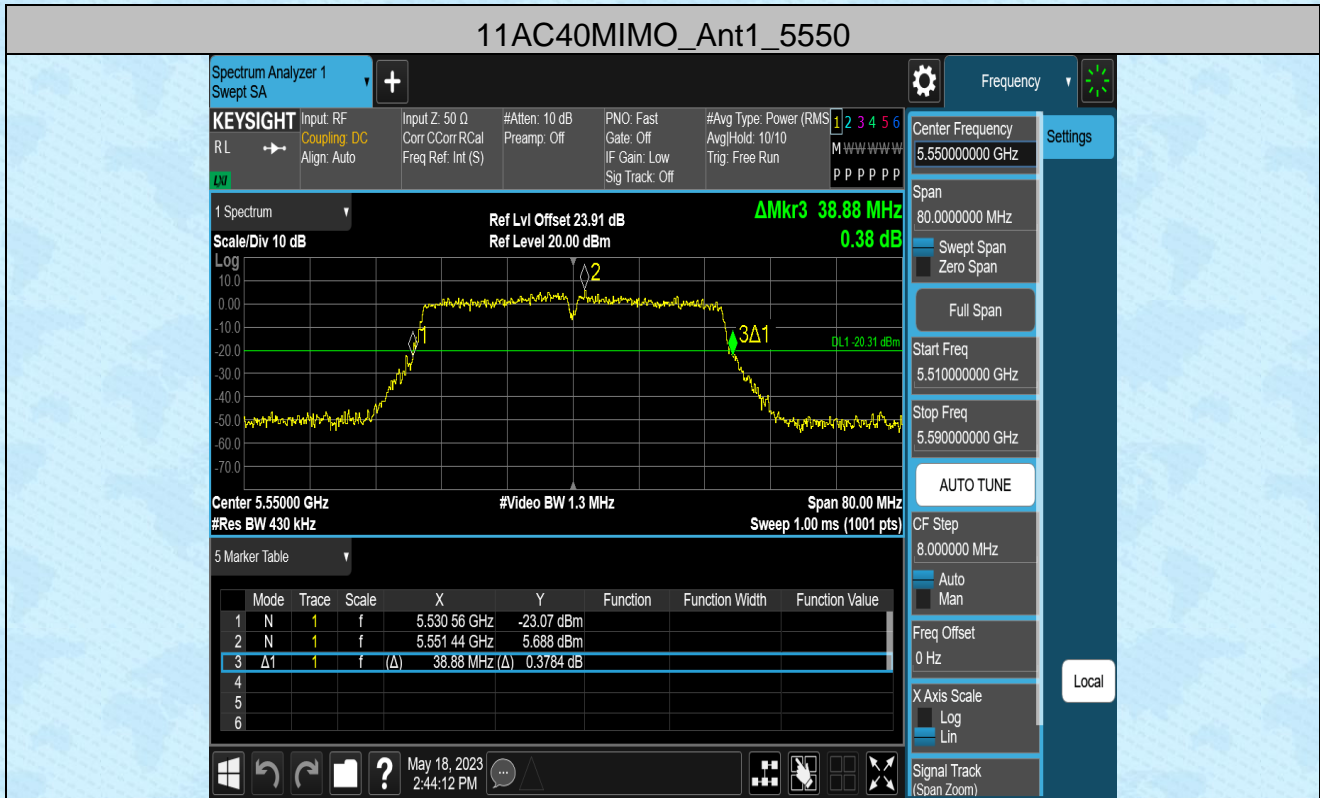 11AC40MIMO_Ant1_5550
Spectrum Analyzer 1
Swept SA
+
Frequency
KEYSIGHT
RL
LXI
Input: RF
Coupling: DC
Align: Auto
Input Z: 50 Ω
Corr CCorr RCal
Freq Ref: Int (S)
#Atten: 10 dB
Preamp: Off
PNO: Fast
Gate: Off
IF Gain: Low
Sig Track: Off
#Avg Type: Power (RMS
Avg|Hold: 10/10
Trig: Free Run
1 2 3 4 5 6
M W W W W W
P P P P P P
Center Frequency
5.550000000 GHz
Settings
Span
80.0000000 MHz
Swept Span
Zero Span
Full Span
Start Freq
5.510000000 GHz
Stop Freq
5.590000000 GHz
AUTO TUNE
CF Step
8.000000 MHz
Auto
Man
Freq Offset
0 Hz
X Axis Scale
Log
Lin
Signal Track
(Span Zoom)
Local
1 Spectrum
Scale/Div 10 dB
Ref Lvl Offset 23.91 dB
Ref Level 20.00 dBm
ΔMkr3 38.88 MHz
0.38 dB
Log
10.0
0.00
-10.0
-20.0
-30.0
-40.0
-50.0
-60.0
-70.0
2
1
3Δ1
DL1 -20.31 dBm
Center 5.55000 GHz
#Video BW 1.3 MHz
Span 80.00 MHz
#Res BW 430 kHz
Sweep 1.00 ms (1001 pts)
5 Marker Table
Mode Trace Scale X Y Function Function Width Function Value
1 N 1 f 5.530 56 GHz -23.07 dBm
2 N 1 f 5.551 44 GHz 5.688 dBm
3 Δ1 1 f (Δ) 38.88 MHz (Δ) 0.3784 dB
4
5
6
?
May 18, 2023
2:44:12 PM